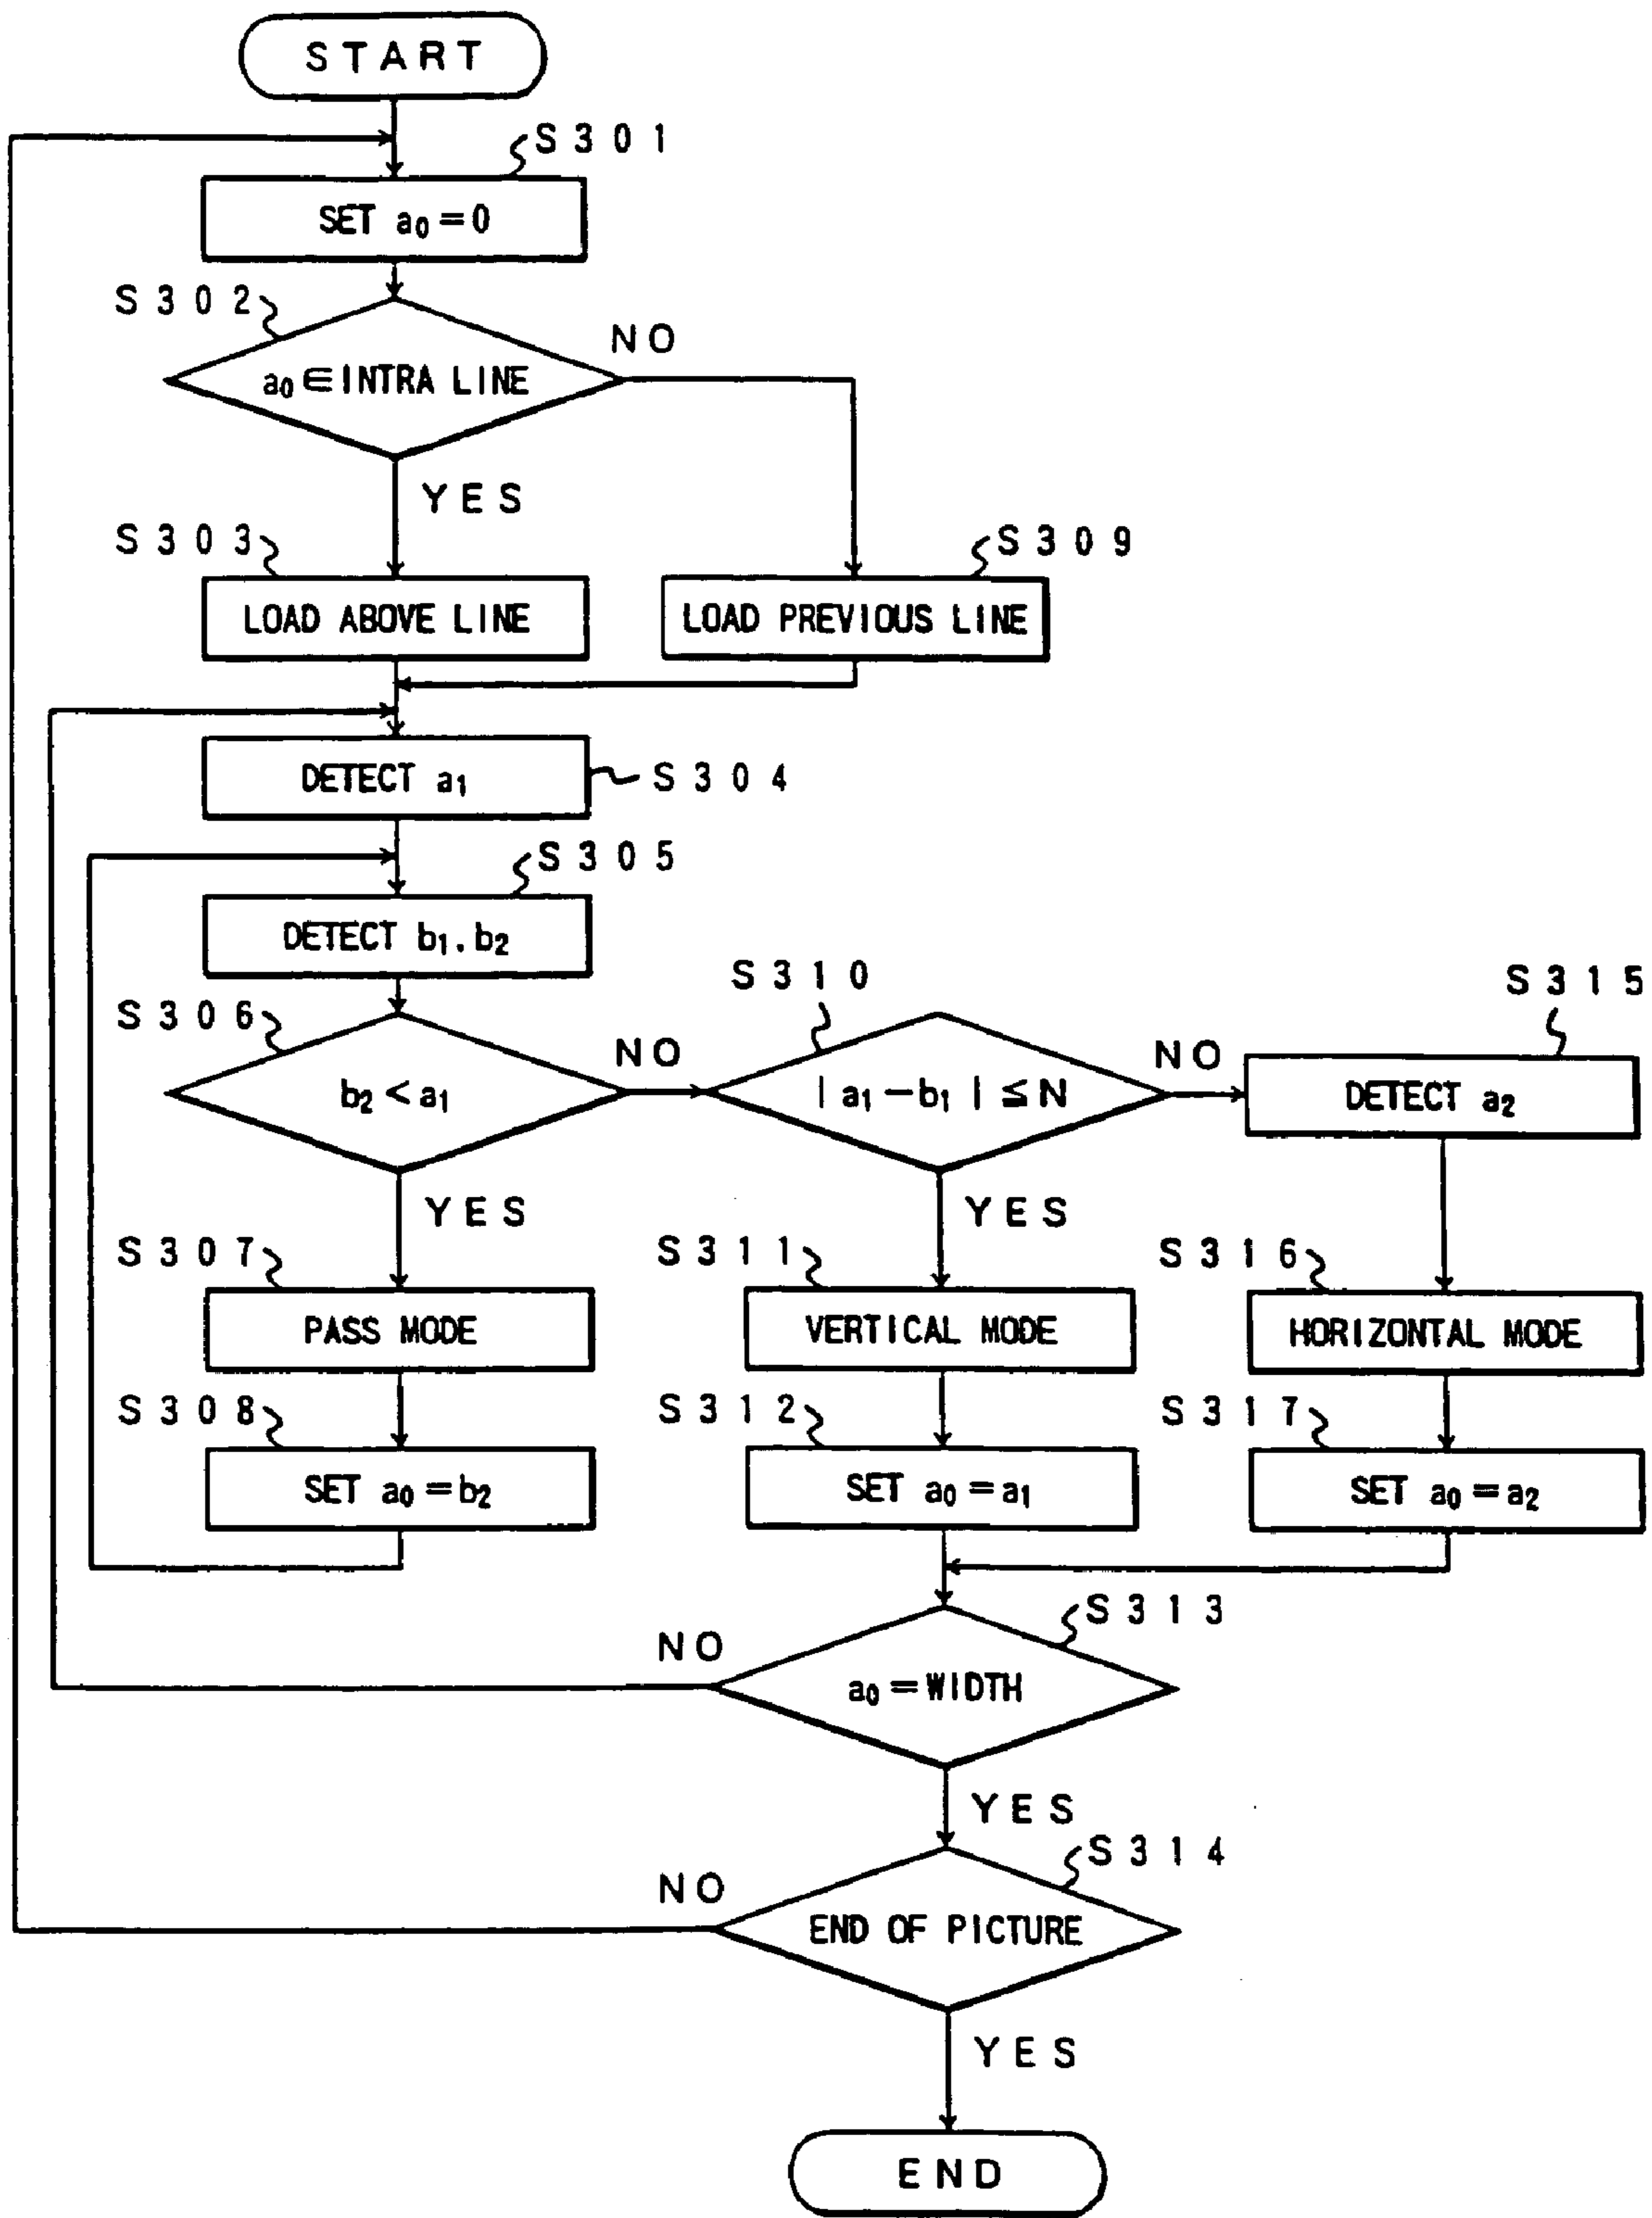 START
S301
SET a₀=0
S302
a₀∈INTRA LINE
NO
YES
S303
S309
LOAD ABOVE LINE
LOAD PREVIOUS LINE
DETECT a₁
S304
S305
DETECT b₁,b₂
S306
b₂<a₁
NO
S310
|a₁-b₁|≦N
NO
S315
DETECT a₂
YES
YES
S307
S311
S316
PASS MODE
VERTICAL MODE
HORIZONTAL MODE
S308
S312
S317
SET a₀=b₂
SET a₀=a₁
SET a₀=a₂
S313
NO
a₀=WIDTH
YES
S314
NO
END OF PICTURE
YES
END